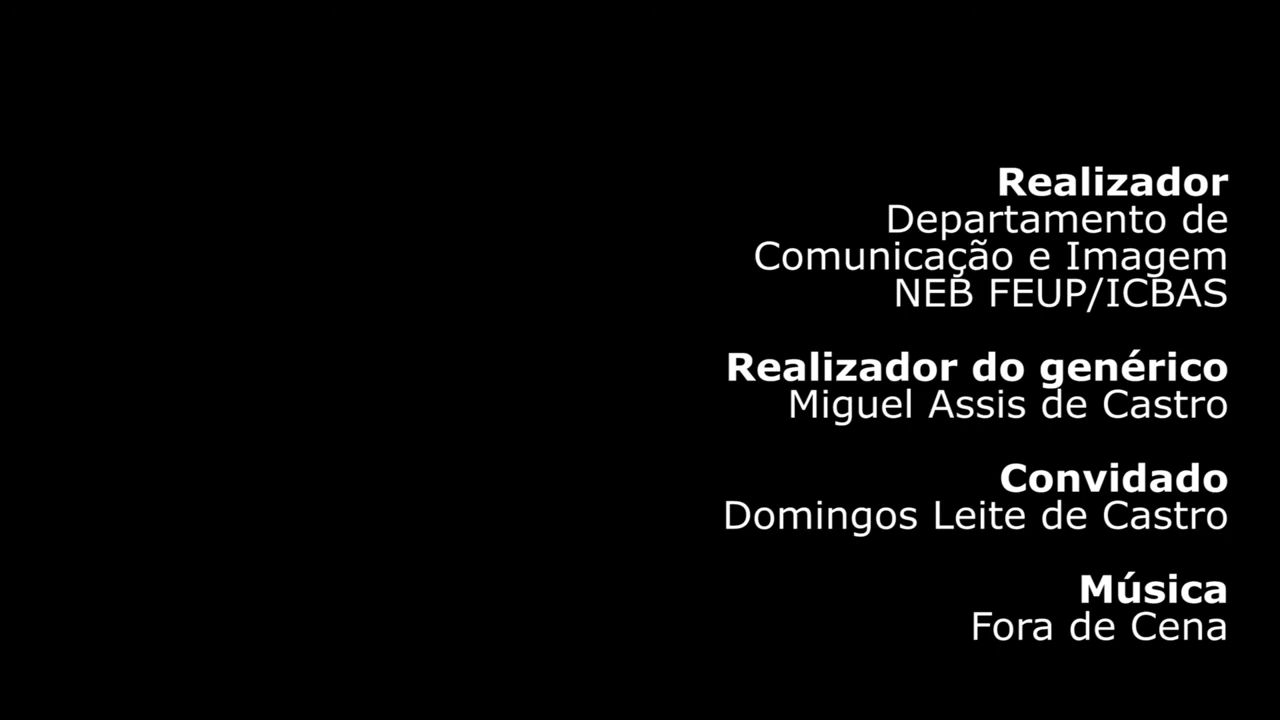 Realizador
Departamento de
Comunicação e Imagem
NEB FEUP/ICBAS
Realizador do genérico
Miguel Assis de Castro
Convidado
Domingos Leite de Castro
Música
Fora de Cena